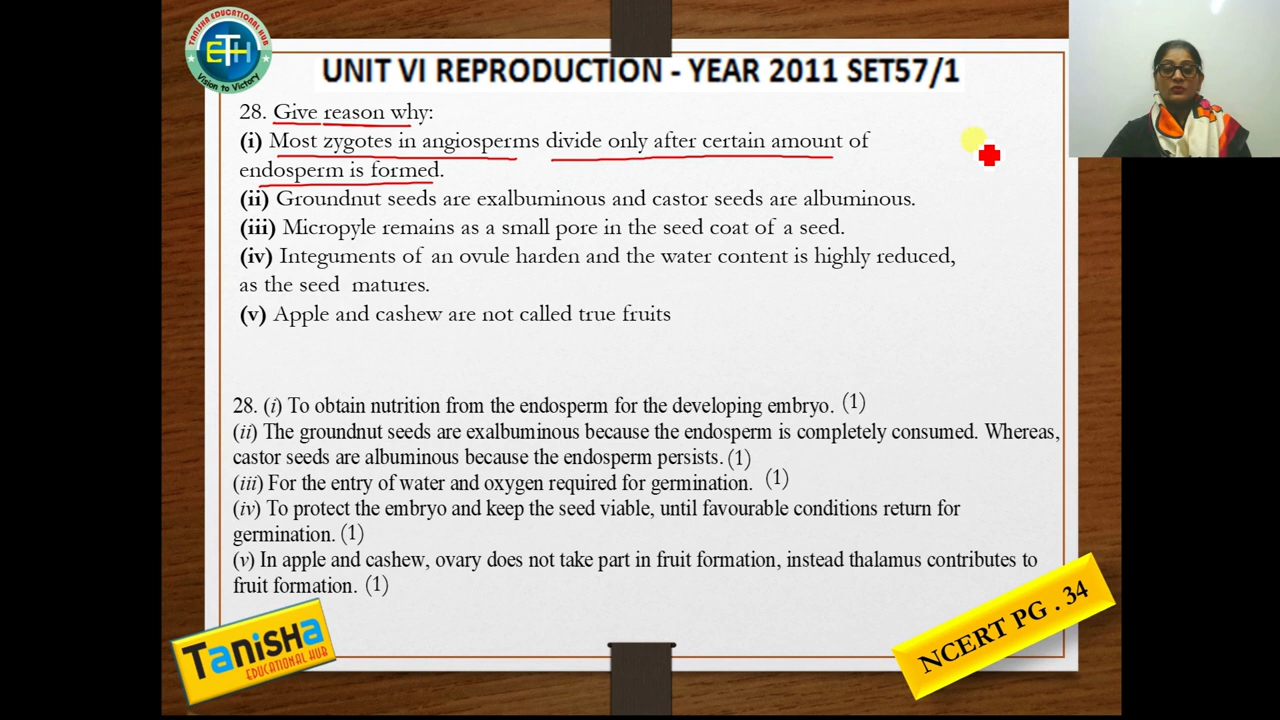 TANISHA EDUCATIONAL HUB
ETH
Vision to Victory
UNIT VI REPRODUCTION - YEAR 2011 SET57/1
28. Give reason why:
(i) Most zygotes in angiosperms divide only after certain amount of
endosperm is formed.
(ii) Groundnut seeds are exalbuminous and castor seeds are albuminous.
(iii) Micropyle remains as a small pore in the seed coat of a seed.
(iv) Integuments of an ovule harden and the water content is highly reduced,
as the seed matures.
(v) Apple and cashew are not called true fruits
28. (i) To obtain nutrition from the endosperm for the developing embryo. (1)
(ii) The groundnut seeds are exalbuminous because the endosperm is completely consumed. Whereas,
castor seeds are albuminous because the endosperm persists. (1)
(iii) For the entry of water and oxygen required for germination. (1)
(iv) To protect the embryo and keep the seed viable, until favourable conditions return for
germination. (1)
(v) In apple and cashew, ovary does not take part in fruit formation, instead thalamus contributes to
fruit formation. (1)
TaniSHa
EDUCATIONAL HUB
NCERT PG . 34